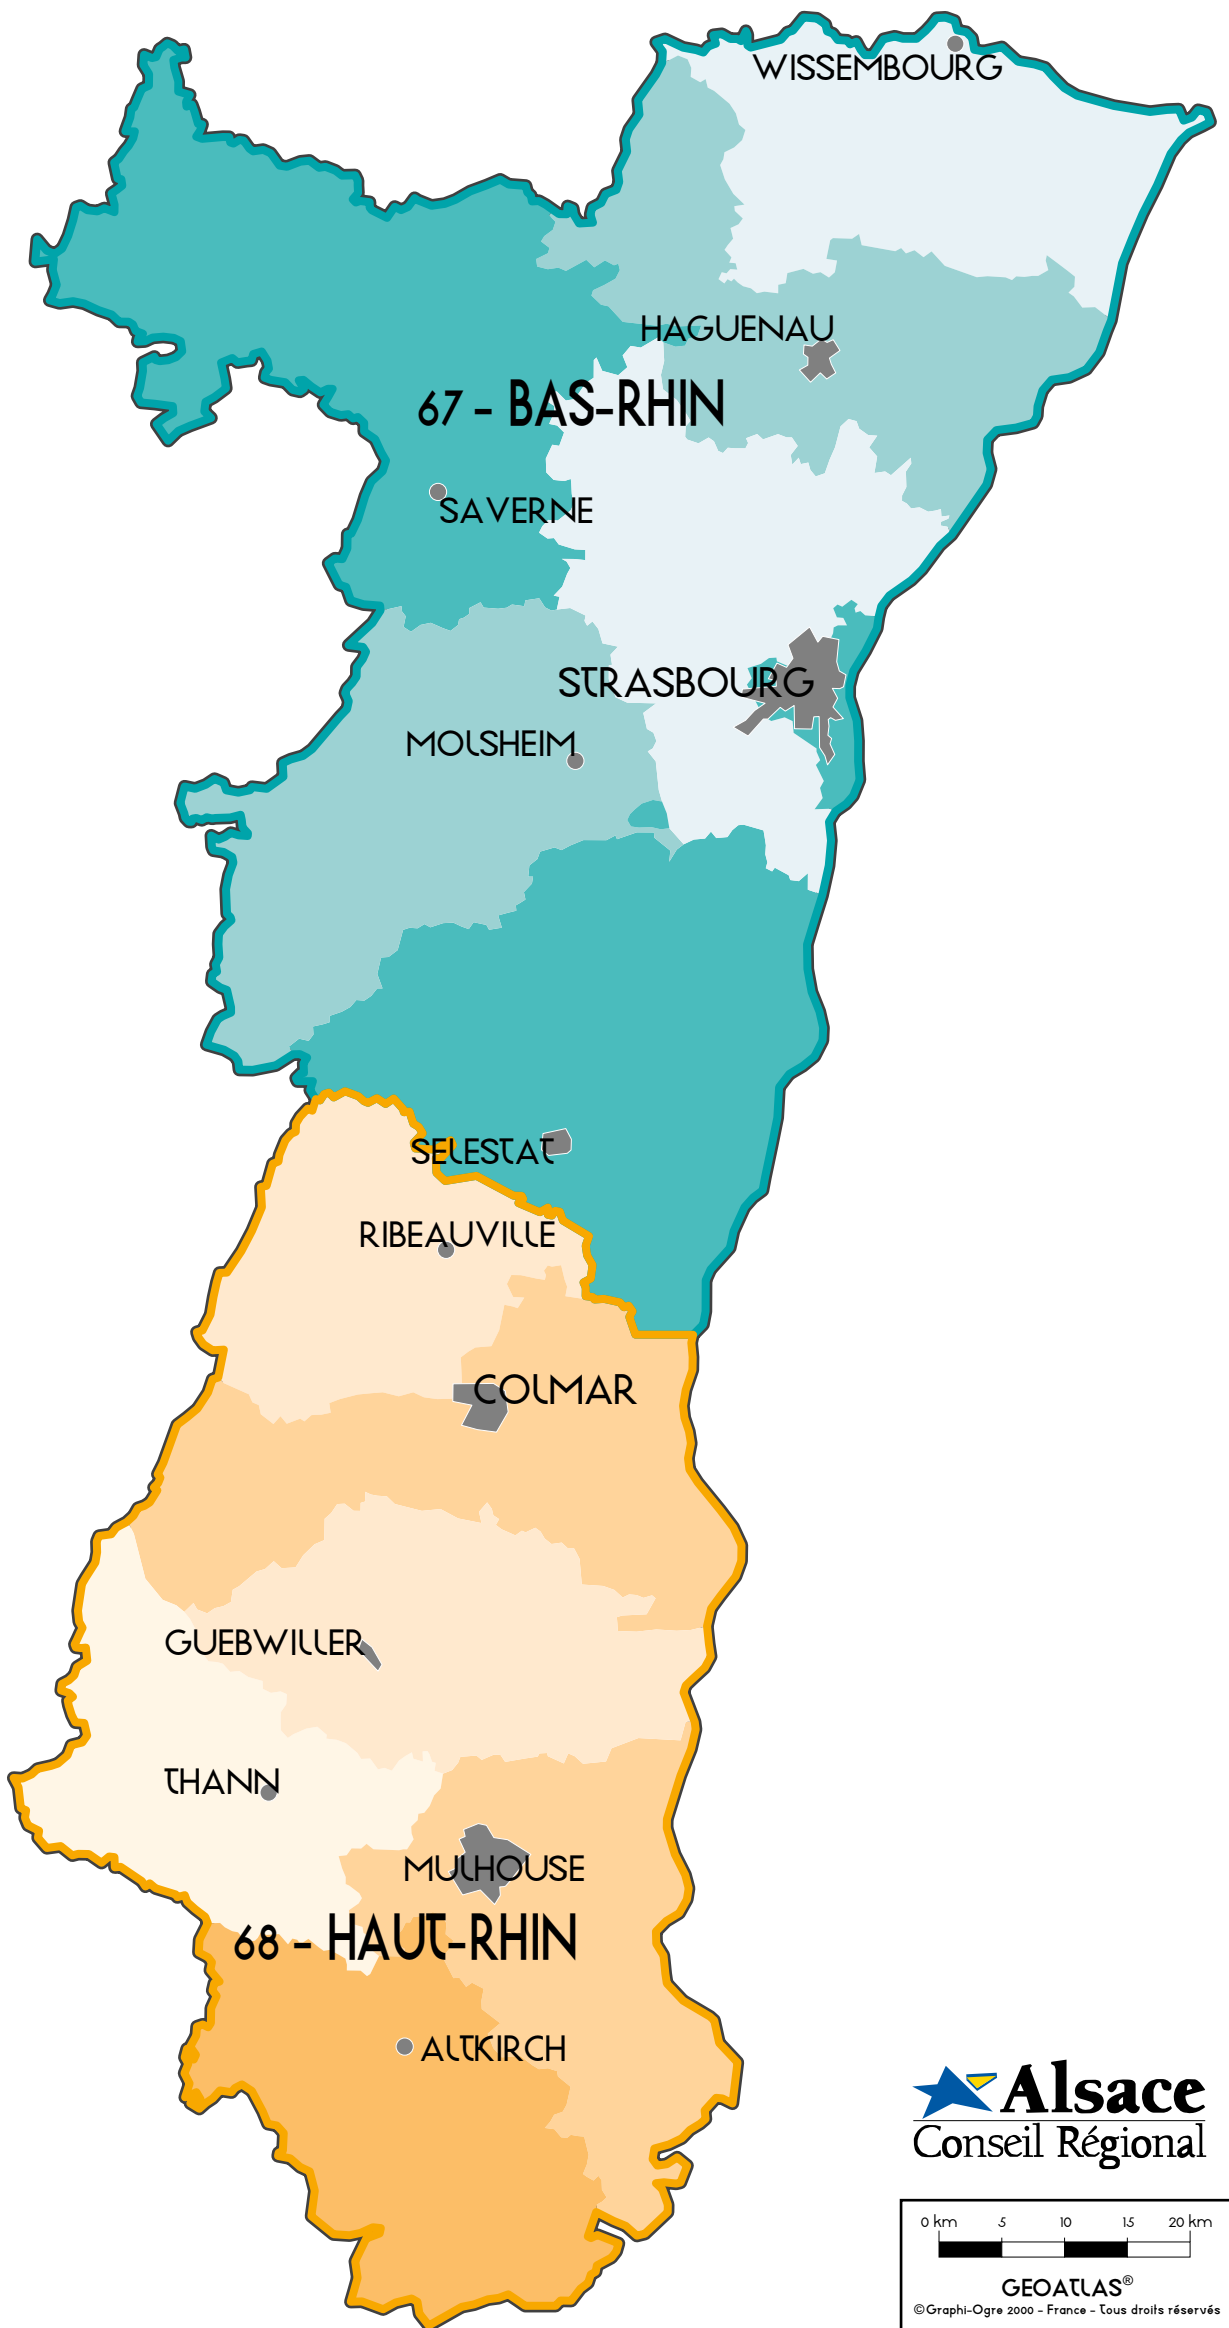 WISSEMBOURG
HAGUENAU
67 - BAS-RHIN
SAVERNE
STRASBOURG
MOLSHEIM
SELESTAT
RIBEAUVILLE
COLMAR
GUEBWILLER
THANN
MULHOUSE
68 - HAUT-RHIN
ALTKIRCH
Alsace
Conseil Régional
0 km 5 10 15 20 km
GEOATLAS®
©Graphi-Ogre 2000 - France - Tous droits réservés